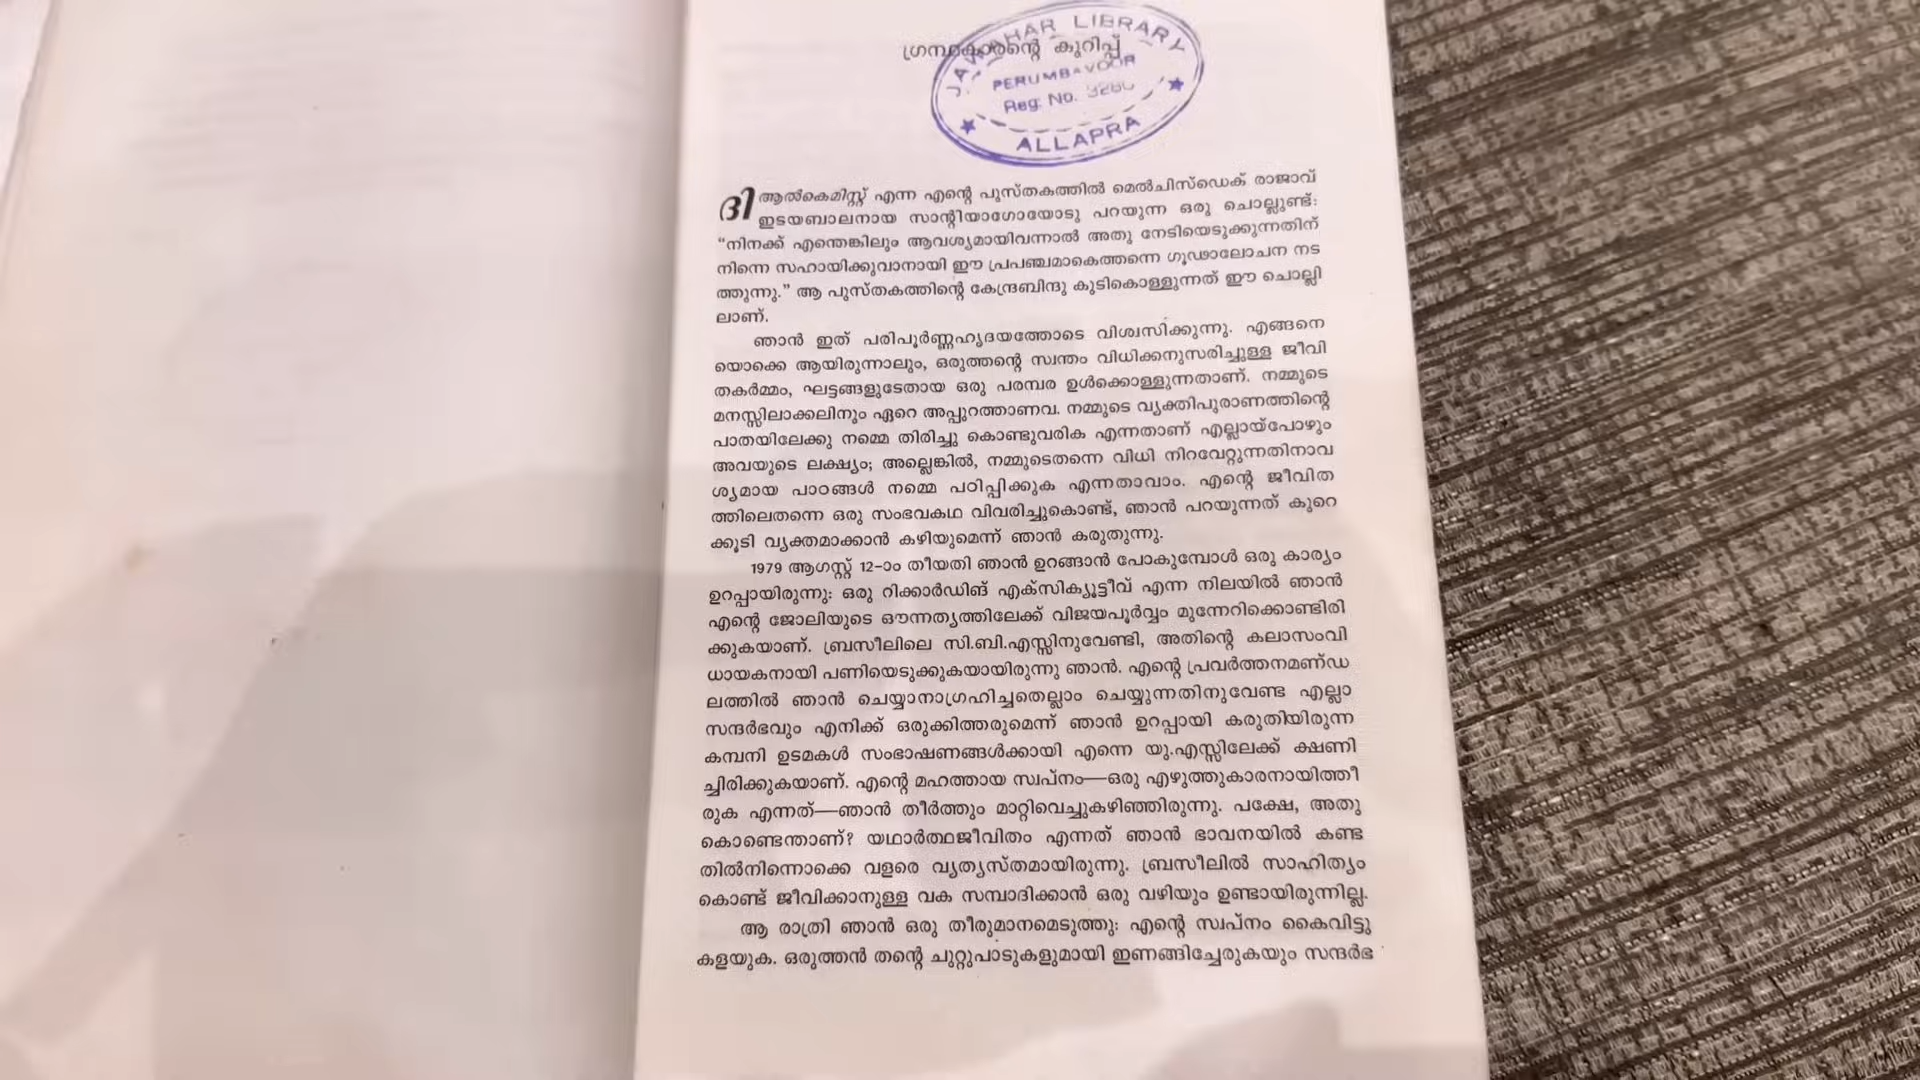 ഗ്രന്ഥകാരന്റെ കുറിപ്പ്
JAWAHAR LIBRARY
PERUMBAVOOR
Reg. No.
ALLAPRA
ദി ആൽകെമിസ്റ്റ് എന്ന എന്റെ പുസ്തകത്തിൽ മെൽചിസ്ഡെക് രാജാവ്
ഇടയബാലനായ സാന്റിയാഗോയോടു പറയുന്ന ഒരു ചൊല്ലുണ്ട്:
“നിനക്ക് എന്തെങ്കിലും ആവശ്യമായിവന്നാൽ അതു നേടിയെടുക്കുന്നതിന്
നിന്നെ സഹായിക്കുവാനായി ഈ പ്രപഞ്ചമാകെത്തന്നെ ഗൂഢാലോചന നട
ത്തുന്നു.” ആ പുസ്തകത്തിന്റെ കേന്ദ്രബിന്ദു കുടികൊള്ളുന്നത് ഈ ചൊല്ലി
ലാണ്.
ഞാൻ ഇത് പരിപൂർണ്ണഹൃദയത്തോടെ വിശ്വസിക്കുന്നു. എങ്ങനെ
യൊക്കെ ആയിരുന്നാലും, ഒരുത്തന്റെ സ്വന്തം വിധിക്കനുസരിച്ചുള്ള ജീവി
തകർമ്മം, ഘട്ടങ്ങളുടേതായ ഒരു പരമ്പര ഉൾക്കൊള്ളുന്നതാണ്. നമ്മുടെ
മനസ്സിലാക്കലിനും ഏറെ അപ്പുറത്താണവ. നമ്മുടെ വ്യക്തിപുരാണത്തിന്റെ
പാതയിലേക്കു നമ്മെ തിരിച്ചു കൊണ്ടുവരിക എന്നതാണ് എല്ലായ്പോഴും
അവയുടെ ലക്ഷ്യം; അല്ലെങ്കിൽ, നമ്മുടെതന്നെ വിധി നിറവേറ്റുന്നതിനാവ
ശ്യമായ പാഠങ്ങൾ നമ്മെ പഠിപ്പിക്കുക എന്നതാവാം. എന്റെ ജീവിത
ത്തിലെതന്നെ ഒരു സംഭവകഥ വിവരിച്ചുകൊണ്ട്, ഞാൻ പറയുന്നത് കുറെ
ക്കൂടി വ്യക്തമാക്കാൻ കഴിയുമെന്ന് ഞാൻ കരുതുന്നു.
1979 ആഗസ്റ്റ് 12-ാം തീയതി ഞാൻ ഉറങ്ങാൻ പോകുമ്പോൾ ഒരു കാര്യം
ഉറപ്പായിരുന്നു: ഒരു റിക്കാർഡിങ് എക്സിക്യൂട്ടീവ് എന്ന നിലയിൽ ഞാൻ
എന്റെ ജോലിയുടെ ഔന്നത്യത്തിലേക്ക് വിജയപൂർവ്വം മുന്നേറിക്കൊണ്ടിരി
ക്കുകയാണ്. ബ്രസീലിലെ സി.ബി.എസ്സിനുവേണ്ടി, അതിന്റെ കലാസംവി
ധായകനായി പണിയെടുക്കുകയായിരുന്നു ഞാൻ. എന്റെ പ്രവർത്തനമണ്ഡ
ലത്തിൽ ഞാൻ ചെയ്യാനാഗ്രഹിച്ചതെല്ലാം ചെയ്യുന്നതിനുവേണ്ട എല്ലാ
സന്ദർഭവും എനിക്ക് ഒരുക്കിത്തരുമെന്ന് ഞാൻ ഉറപ്പായി കരുതിയിരുന്ന
കമ്പനി ഉടമകൾ സംഭാഷണങ്ങൾക്കായി എന്നെ യു.എസ്സിലേക്ക് ക്ഷണി
ച്ചിരിക്കുകയാണ്. എന്റെ മഹത്തായ സ്വപ്നം—ഒരു എഴുത്തുകാരനായിത്തീ
രുക എന്നത്—ഞാൻ തീർത്തും മാറ്റിവെച്ചുകഴിഞ്ഞിരുന്നു. പക്ഷേ, അതു
കൊണ്ടെന്താണ്? യഥാർത്ഥജീവിതം എന്നത് ഞാൻ ഭാവനയിൽ കണ്ട
തിൽനിന്നൊക്കെ വളരെ വ്യത്യസ്തമായിരുന്നു. ബ്രസീലിൽ സാഹിത്യം
കൊണ്ട് ജീവിക്കാനുള്ള വക സമ്പാദിക്കാൻ ഒരു വഴിയും ഉണ്ടായിരുന്നില്ല.
ആ രാത്രി ഞാൻ ഒരു തീരുമാനമെടുത്തു: എന്റെ സ്വപ്നം കൈവിട്ടു
കളയുക. ഒരുത്തൻ തന്റെ ചുറ്റുപാടുകളുമായി ഇണങ്ങിച്ചേരുകയും സന്ദർഭ